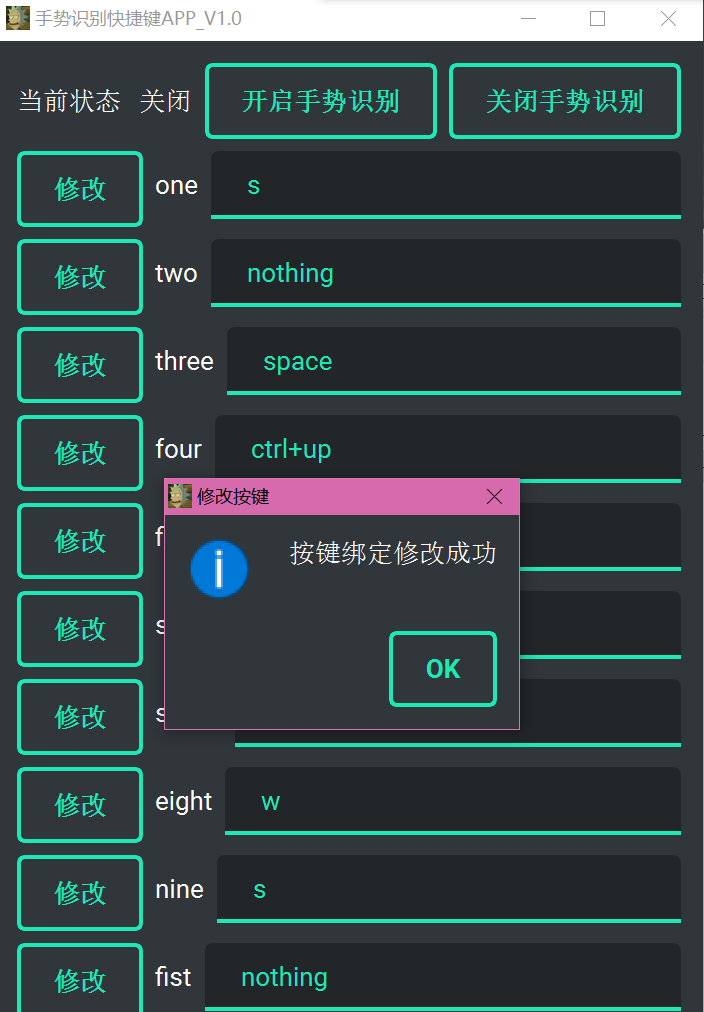 手势识别快捷键APP_V1.0
当前状态 关闭 开启手势识别 关闭手势识别
修改 one s
修改 two nothing
修改 three space
修改 four ctrl+up
修改按键
修改 f
按键绑定修改成功
修改 s
OK
修改 s
修改 eight w
修改 nine s
修改 fist nothing